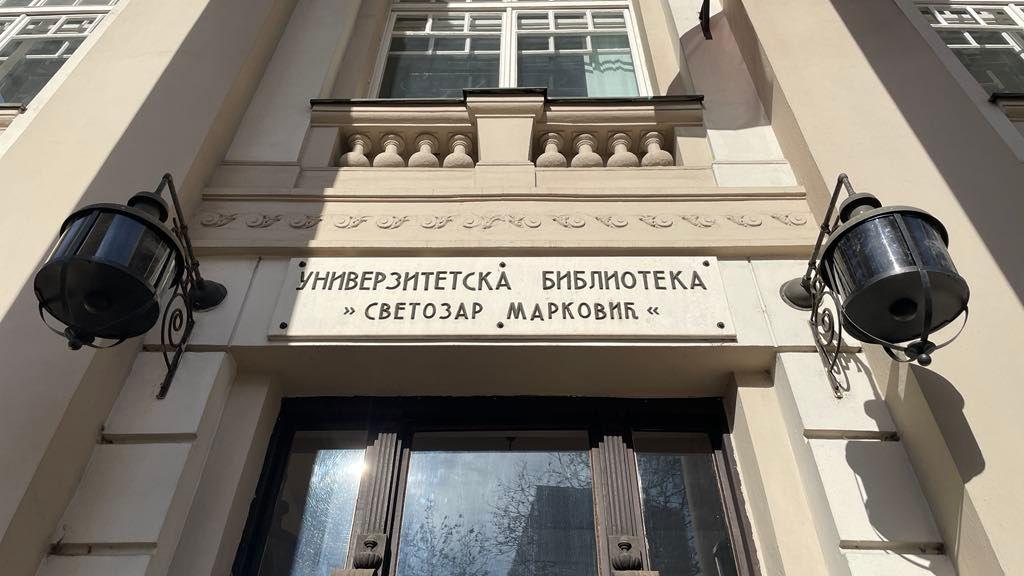 УНИВЕРЗИТЕТСКА БИБЛИОТЕКА
»СВЕТОЗАР МАРКОВИЋ«